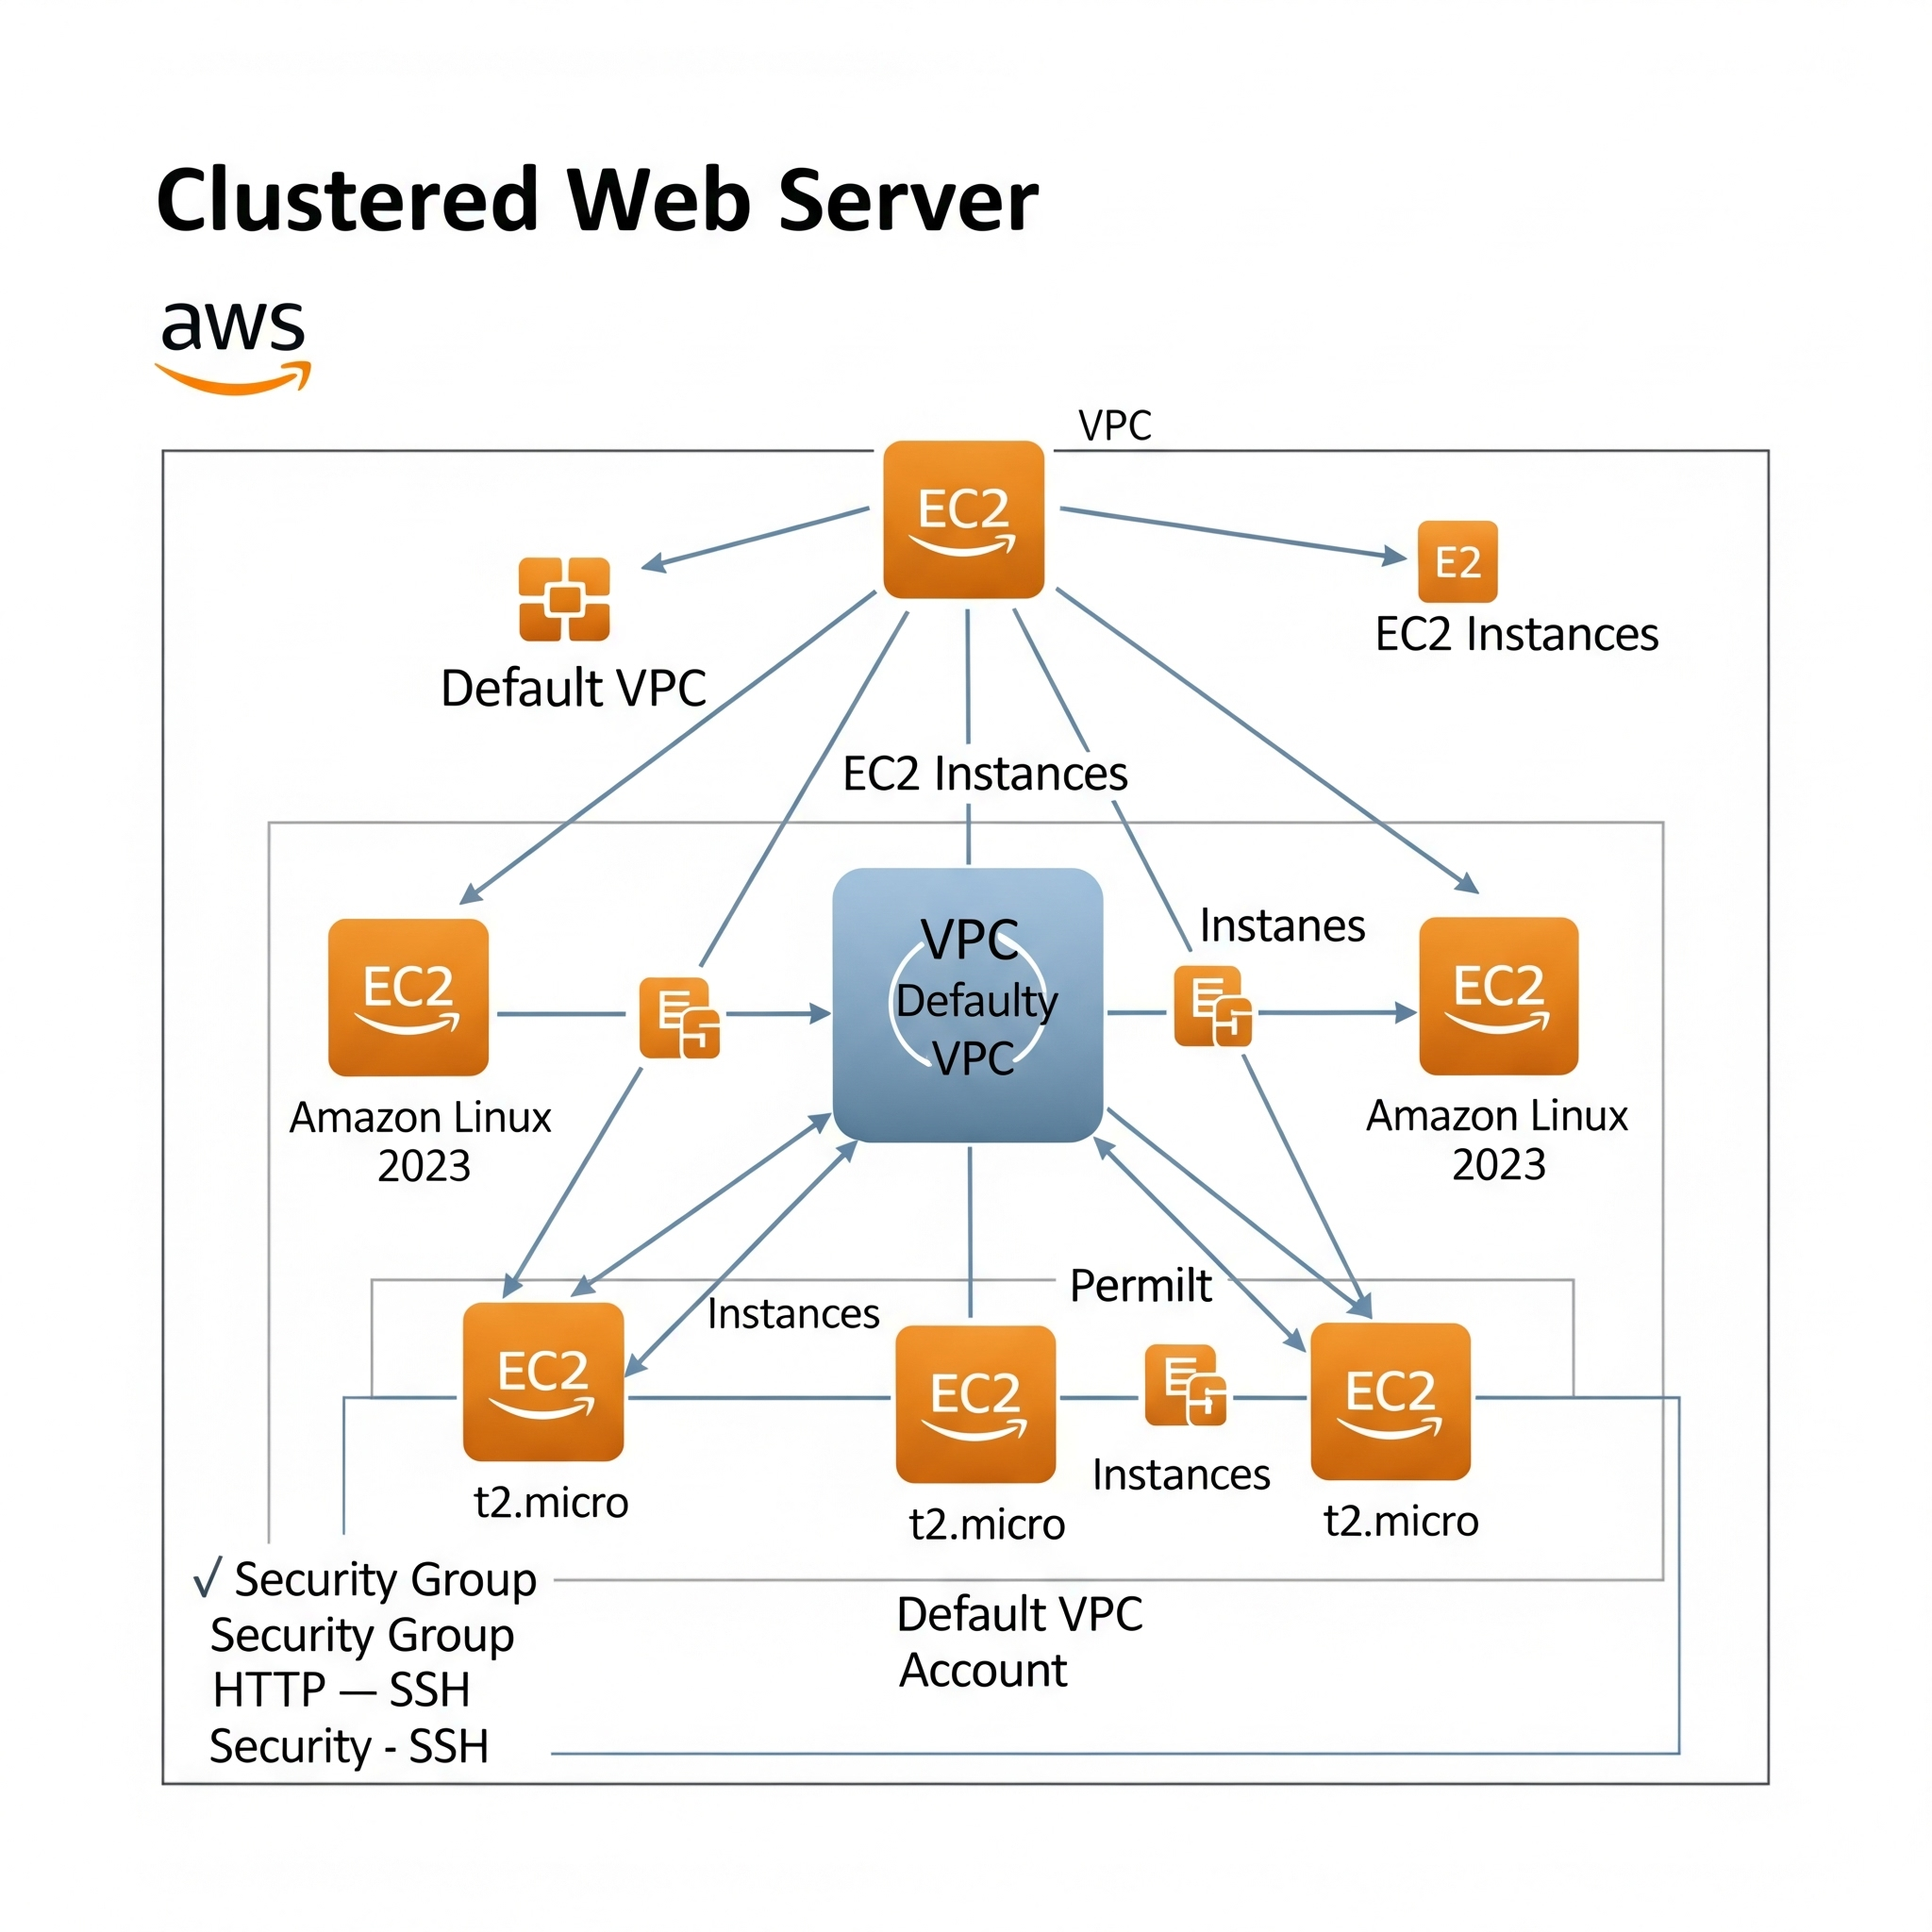 Clustered Web Server
aws
VPC
EC2
E2
EC2 Instances
Default VPC
EC2 Instances
VPC
Defaulty
VPC
Instanes
EC2
EC2
Amazon Linux
2023
Amazon Linux
2023
Permilt
Instances
EC2
EC2
EC2
Instances
t2.micro
t2.micro
t2.micro
√ Security Group
Security Group
HTTP — SSH
Security - SSH
Default VPC
Account